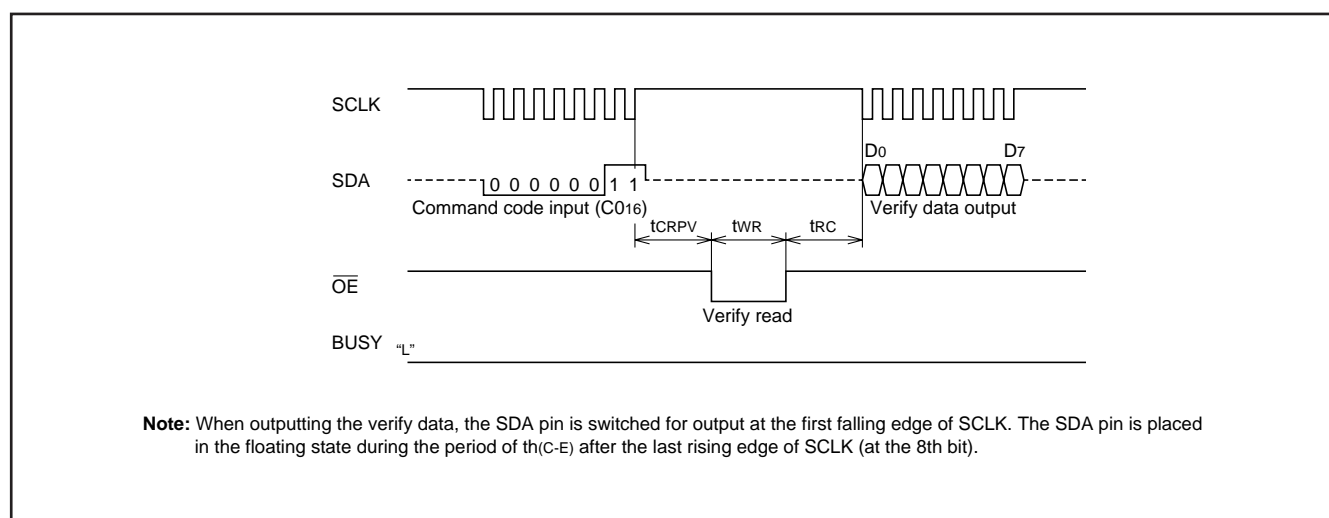 SCLK
D0 D7
SDA
0 0 0 0 0 0 1 1
Command code input (C016)
Verify data output
tCRPV tWR tRC
OE
Verify read
BUSY "L"
Note: When outputting the verify data, the SDA pin is switched for output at the first falling edge of SCLK. The SDA pin is placed
in the floating state during the period of th(C-E) after the last rising edge of SCLK (at the 8th bit).